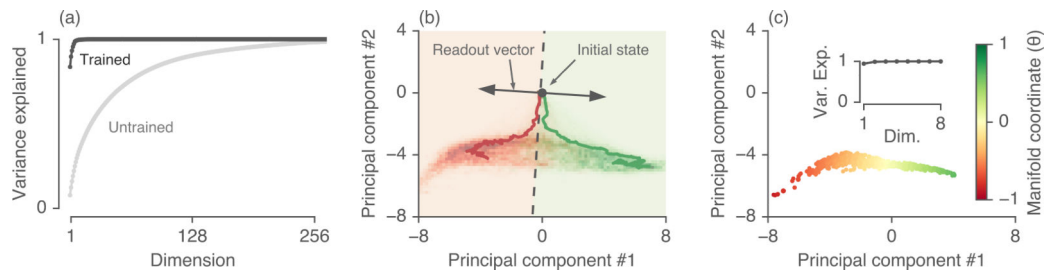 (a)
Variance explained
1
0
Trained
Untrained
1
128
256
Dimension
(b)
Principal component #2
4
0
−4
−8
Readout vector
Initial state
−8
0
8
Principal component #1
(c)
Principal component #2
4
0
−4
−8
Var. Exp.
1
0
1
8
Dim.
−8
0
8
Principal component #1
1
−1
Manifold coordinate (θ)